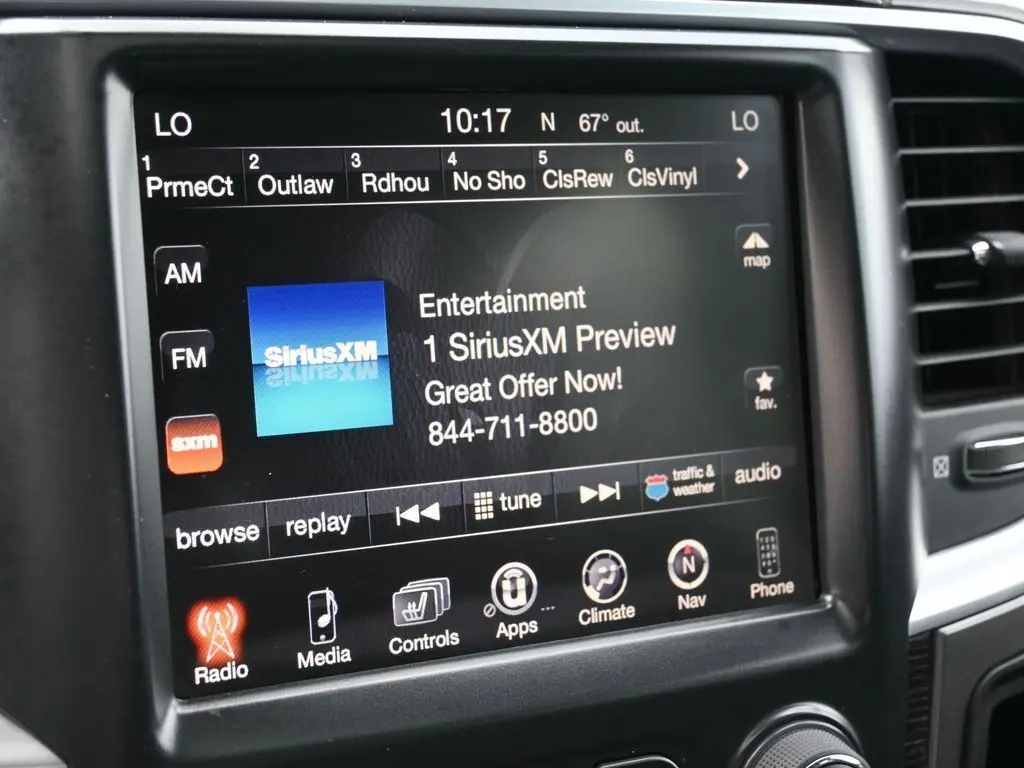 LO 10:17 N 67° out. LO
1 PrmeCt 2 Outlaw 3 Rdhou 4 No Sho 5 ClsRew 6 ClsVinyl
map
AM
Entertainment
1 SiriusXM Preview
SiriusXM
FM
Great Offer Now!
fav.
844-711-8800
sxm
browse replay tune traffic & weather audio
Radio Media Controls Apps Climate N Nav Phone